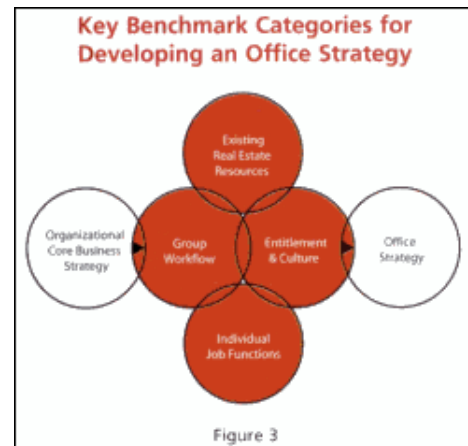 Key Benchmark Categories for
Developing an Office Strategy
Existing
Real Estate
Resources
Organizational
Core Business
Strategy
Group
Workflow
Entitlement
& Culture
Office
Strategy
Individual
Job Functions
Figure 3